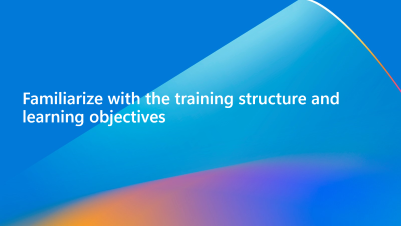 Familiarize with the training structure and
learning objectives